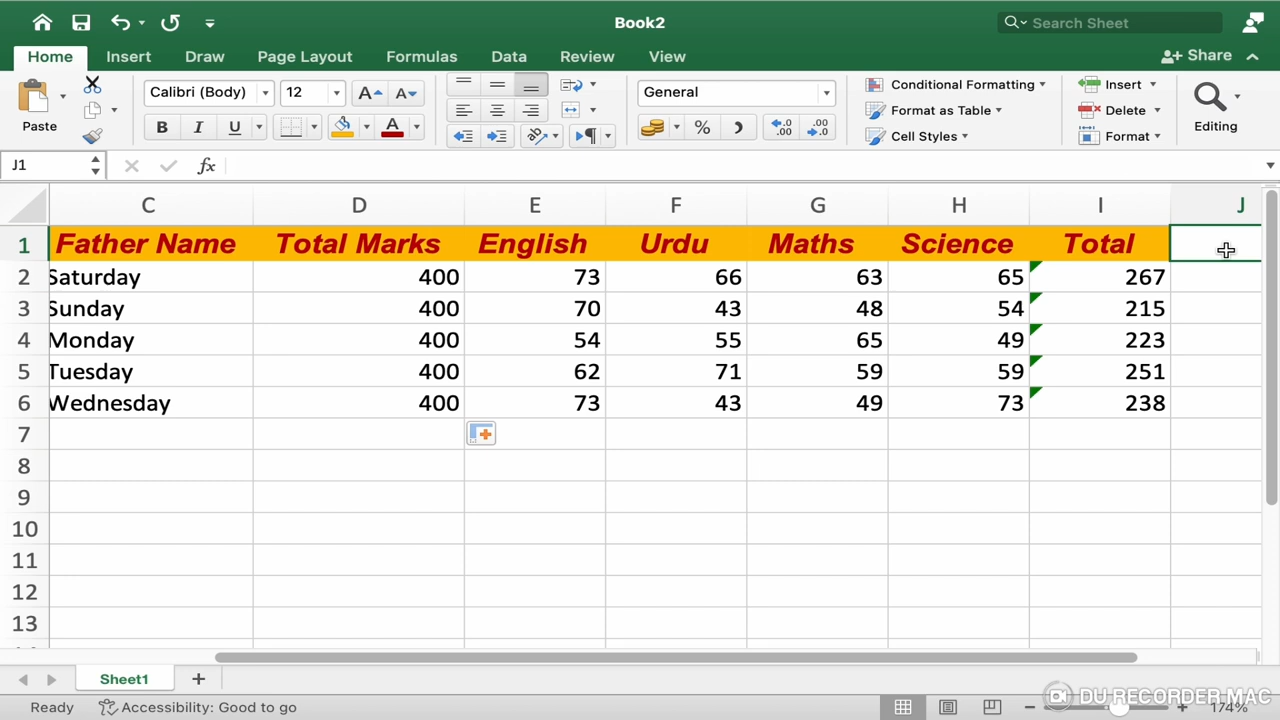 Book2
Search Sheet
Home Insert Draw Page Layout Formulas Data Review View Share
Paste
Calibri (Body) 12
A A
B I U A
General
% 
Conditional Formatting
Format as Table
Cell Styles
Insert
Delete
Format
Editing
J1 fx
C D E F G H I J
1 Father Name Total Marks English Urdu Maths Science Total
2 Saturday 400 73 66 63 65 267
3 Sunday 400 70 43 48 54 215
4 Monday 400 54 55 65 49 223
5 Tuesday 400 62 71 59 59 251
6 Wednesday 400 73 43 49 73 238
7
8
9
10
11
12
13
Sheet1 +
Ready Accessibility: Good to go 174%
DU RECORDER MAC